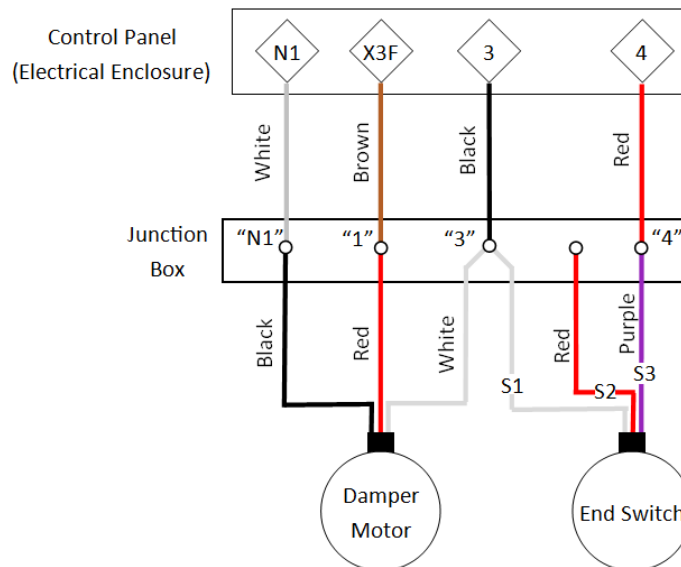 Control Panel
(Electrical Enclosure)
N1
X3F
3
4
White
Brown
Black
Red
Junction
Box
“N1”
“1”
“3”
“4”
Black
Red
White
S1
Red
S2
Purple
S3
Damper
Motor
End Switch